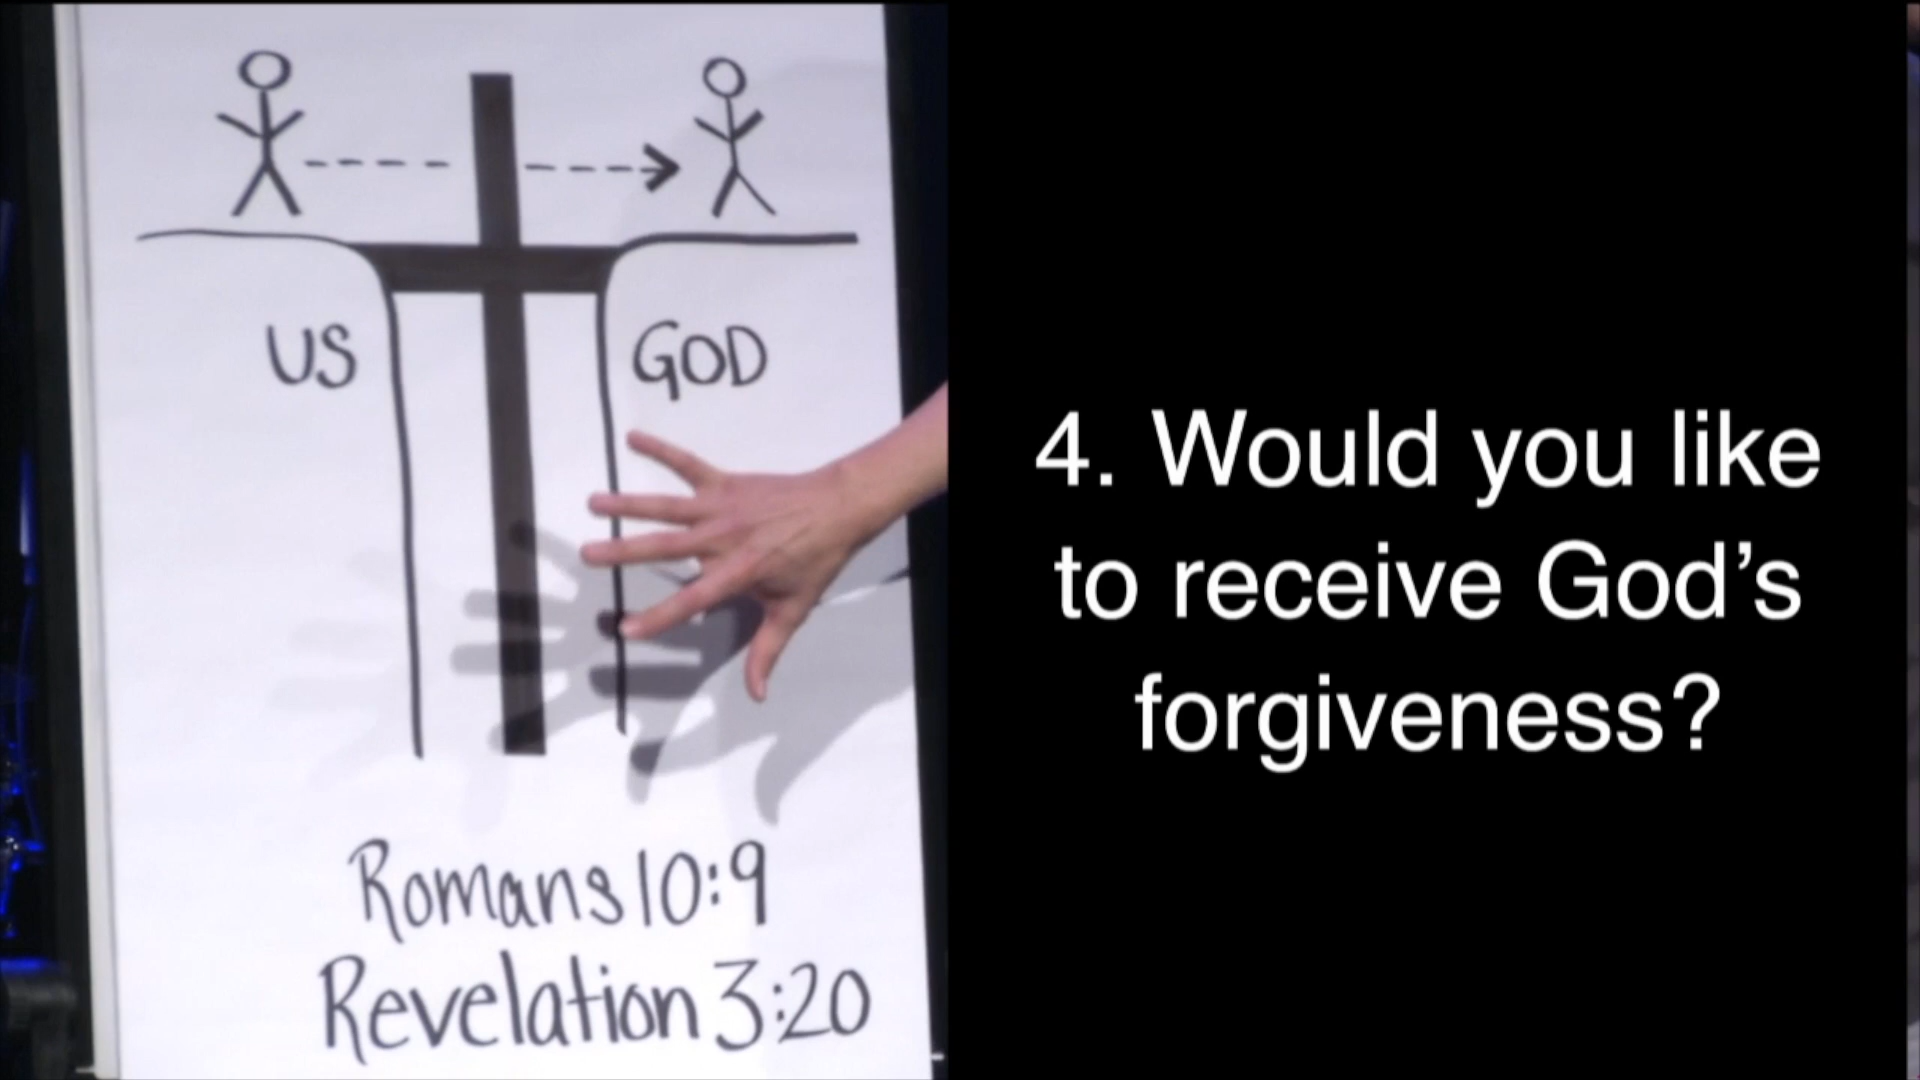 US
GOD
Romans 10:9
Revelation 3:20
4. Would you like
to receive God’s
forgiveness?